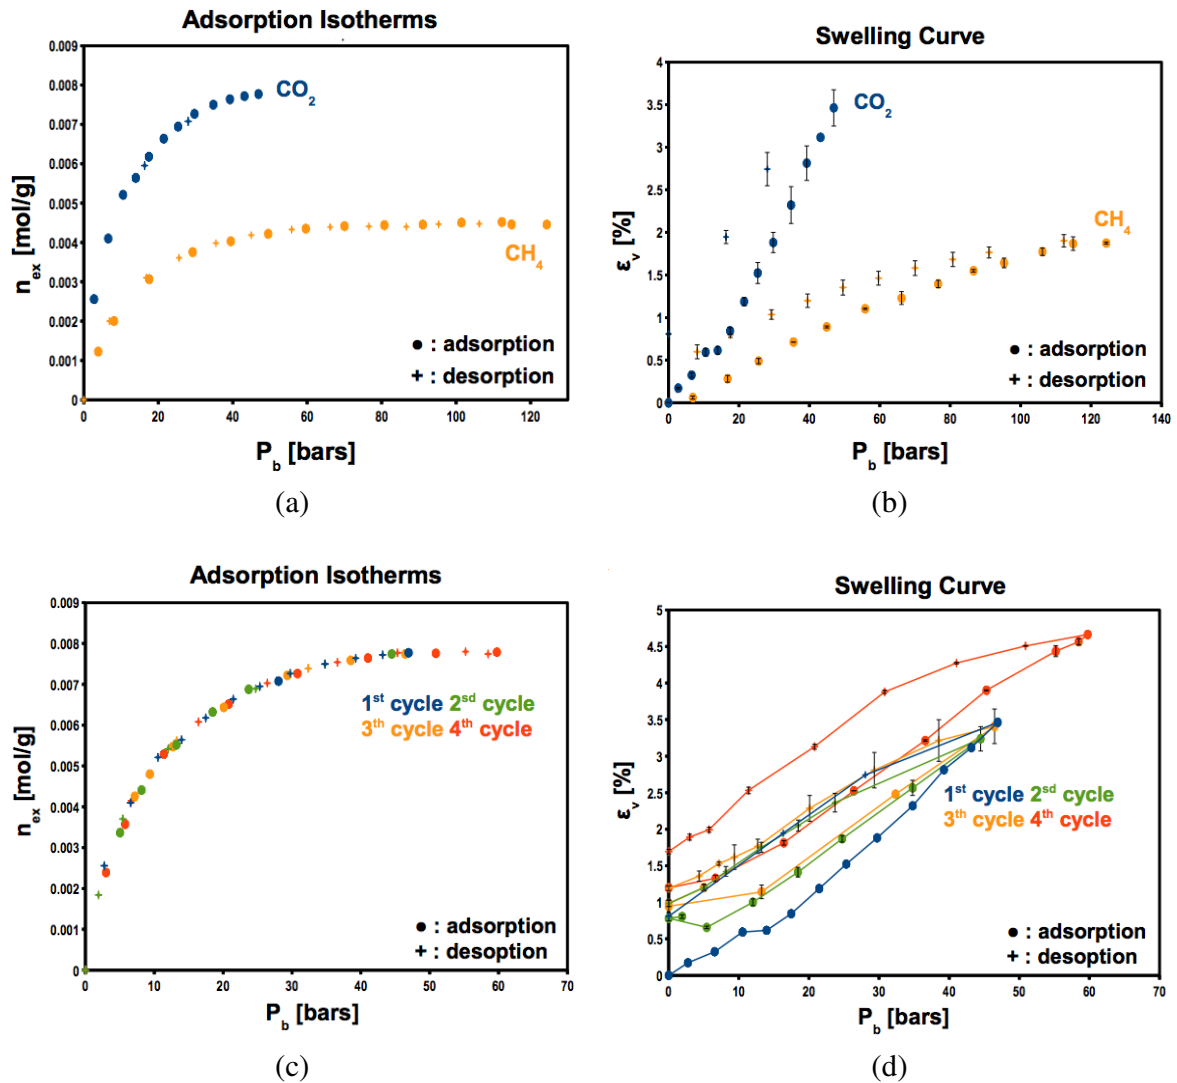 Adsorption Isotherms
n_ex [mol/g]
0.009
0.008
0.007
0.006
0.005
0.004
0.003
0.002
0.001
0
CO2
CH4
● : adsorption
+ : desorption
0 20 40 60 80 100 120
P_b [bars]
(a)
Swelling Curve
ε_v [%]
4
3.5
3
2.5
2
1.5
1
0.5
0
CO2
CH4
● : adsorption
+ : desorption
0 20 40 60 80 100 120 140
P_b [bars]
(b)
Adsorption Isotherms
n_ex [mol/g]
0.009
0.008
0.007
0.006
0.005
0.004
0.003
0.002
0.001
0
1st cycle 2sd cycle
3th cycle 4th cycle
● : adsorption
+ : desoption
0 10 20 30 40 50 60 70
P_b [bars]
(c)
Swelling Curve
ε_v [%]
5
4.5
4
3.5
3
2.5
2
1.5
1
0.5
0
1st cycle 2sd cycle
3th cycle 4th cycle
● : adsorption
+ : desoption
0 10 20 30 40 50 60 70
P_b [bars]
(d)